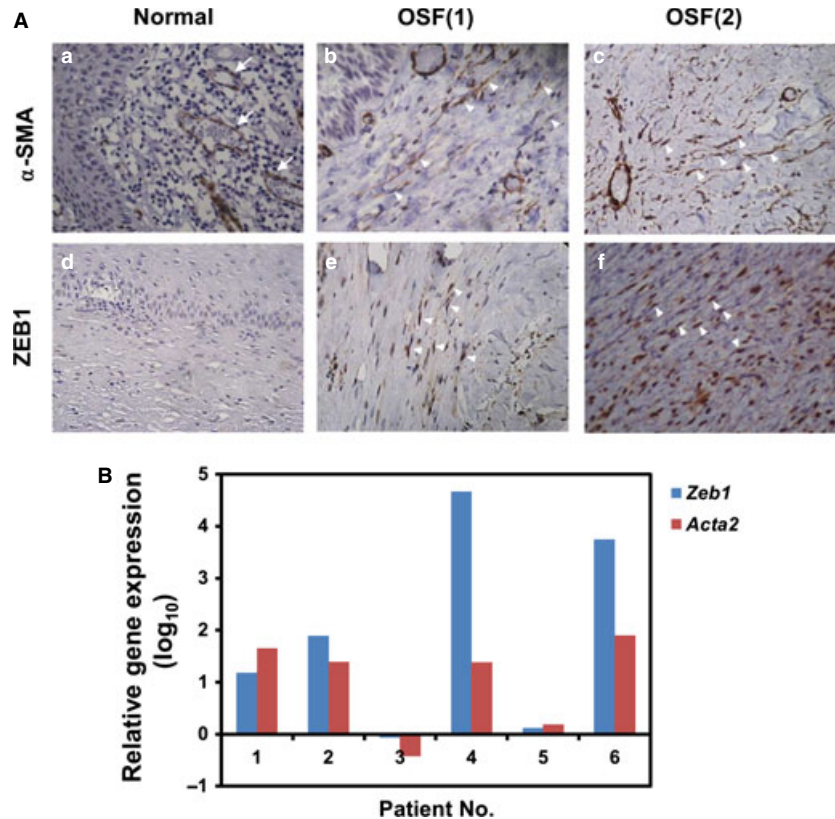 A
Normal
OSF(1)
OSF(2)
α-SMA
a
b
c
ZEB1
d
e
f
B
Relative gene expression
(log10)
5
4
3
2
1
0
–1
1 2 3 4 5 6
Patient No.
Zeb1
Acta2